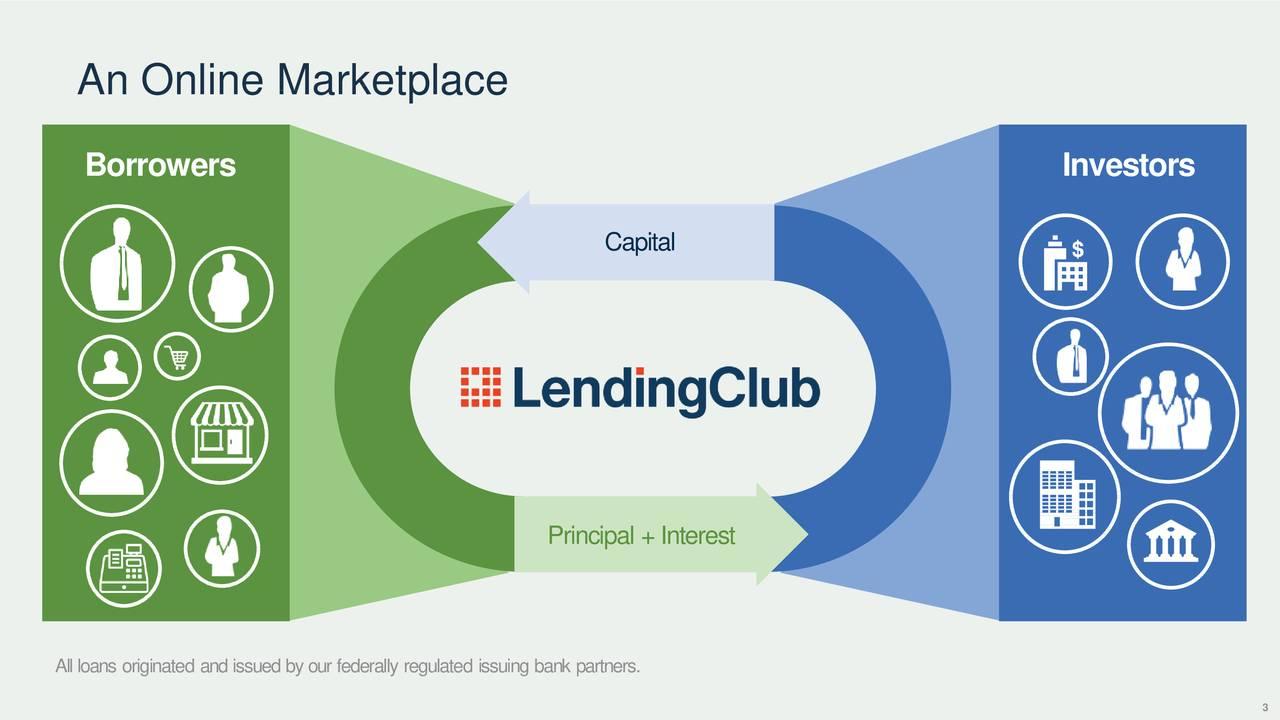 An Online Marketplace
Borrowers
Investors
$
Capital
LendingClub
Principal + Interest
All loans originated and issued by our federally regulated issuing bank partners.
3